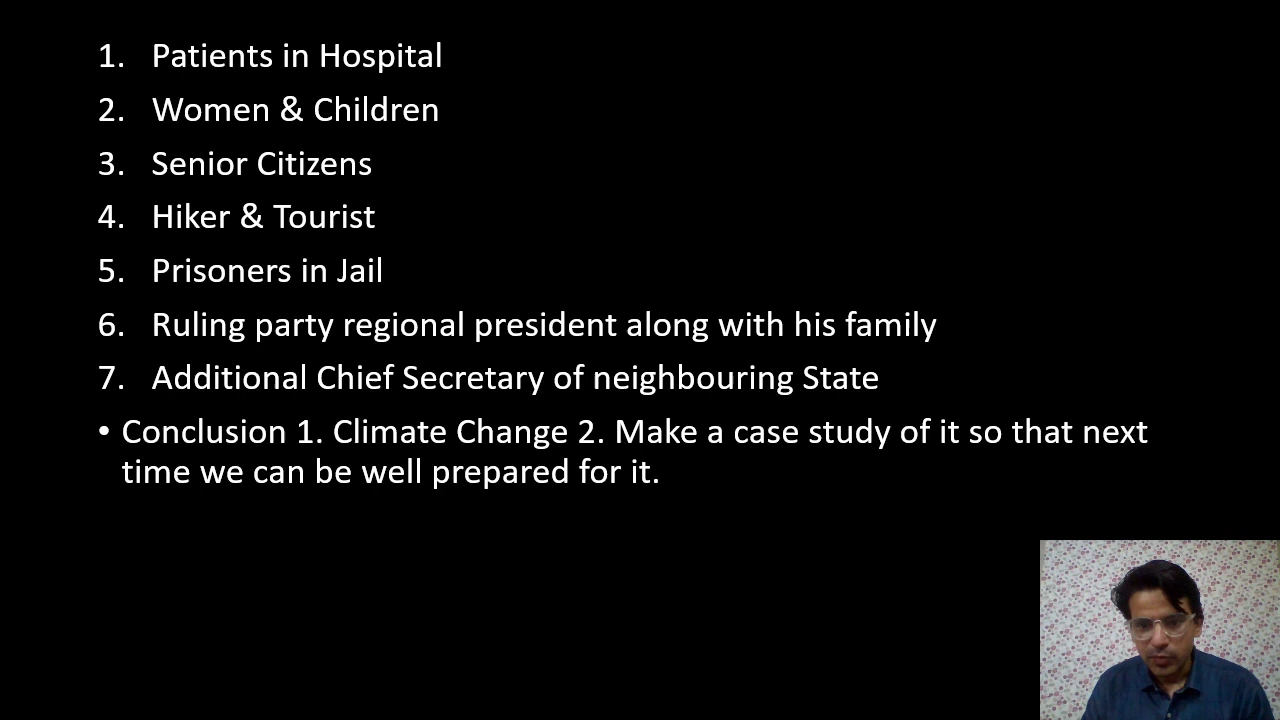 1. Patients in Hospital
2. Women & Children
3. Senior Citizens
4. Hiker & Tourist
5. Prisoners in Jail
6. Ruling party regional president along with his family
7. Additional Chief Secretary of neighbouring State
• Conclusion 1. Climate Change 2. Make a case study of it so that next
time we can be well prepared for it.